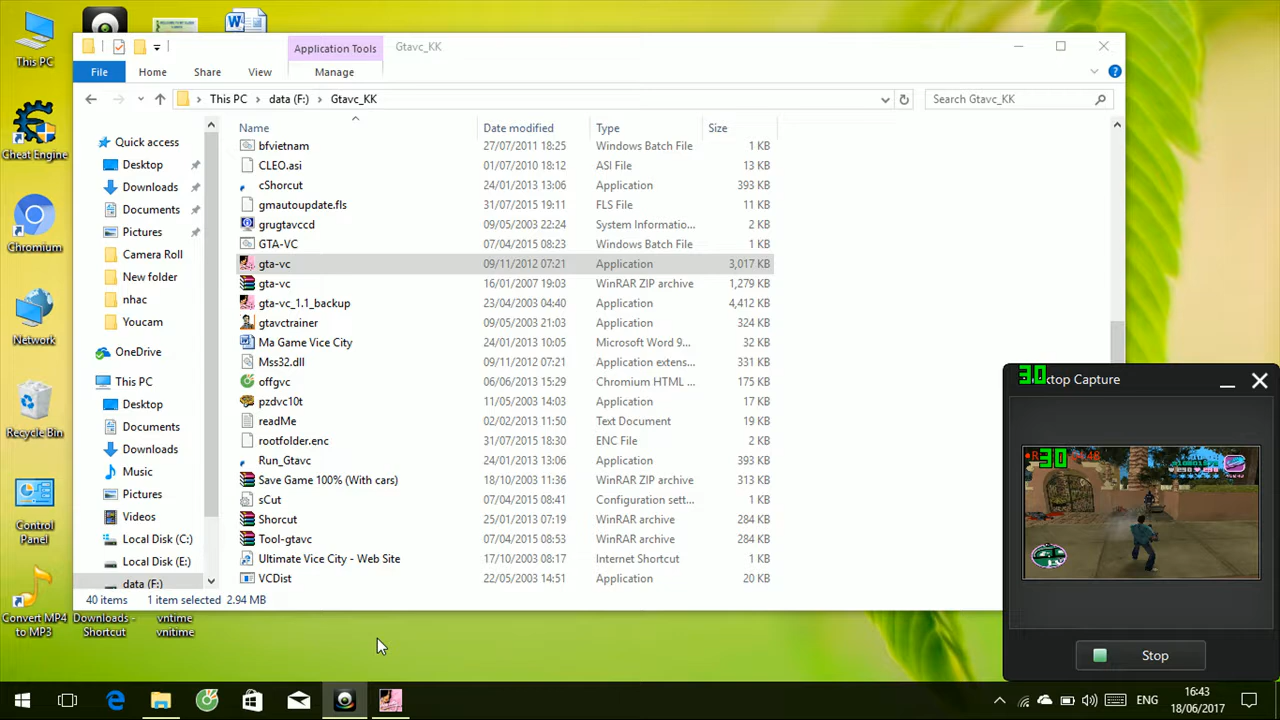 This PC
Cheat Engine
Chromium
Network
Recycle Bin
Control
Panel
Convert MP4
to MP3
Downloads -
Shortcut
vntime
vnitime
Application Tools
Gtavc_KK
File
Home
Share
View
Manage
This PC
data (F:)
Gtavc_KK
Search Gtavc_KK
Quick access
Desktop
Downloads
Documents
Pictures
Camera Roll
New folder
nhac
Youcam
OneDrive
This PC
Desktop
Documents
Downloads
Music
Pictures
Videos
Local Disk (C:)
Local Disk (E:)
data (F:)
Name Date modified Type Size
bfvietnam 27/07/2011 18:25 Windows Batch File 1 KB
CLEO.asi 01/07/2010 18:12 ASI File 13 KB
cShorcut 24/01/2013 13:06 Application 393 KB
gmautoupdate.fls 31/07/2015 19:11 FLS File 11 KB
grugtavccd 09/05/2003 22:24 System Informatio... 2 KB
GTA-VC 07/04/2015 08:23 Windows Batch File 1 KB
gta-vc 09/11/2012 07:21 Application 3,017 KB
gta-vc 16/01/2007 19:03 WinRAR ZIP archive 1,279 KB
gta-vc_1.1_backup 23/04/2003 04:40 Application 4,412 KB
gtavctrainer 09/05/2003 21:03 Application 324 KB
Ma Game Vice City 24/01/2013 10:05 Microsoft Word 9... 32 KB
Mss32.dll 09/11/2012 07:21 Application extens... 331 KB
offgvc 06/06/2013 15:29 Chromium HTML ... 175 KB
pzdvc10t 11/05/2003 14:03 Application 17 KB
readMe 02/02/2013 11:50 Text Document 19 KB
rootfolder.enc 31/07/2015 18:30 ENC File 2 KB
Run_Gtavc 24/01/2013 13:06 Application 393 KB
Save Game 100% (With cars) 18/10/2003 11:36 WinRAR ZIP archive 313 KB
sCut 07/04/2015 08:41 Configuration sett... 1 KB
Shorcut 25/01/2013 07:19 WinRAR archive 284 KB
Tool-gtavc 07/04/2015 08:53 WinRAR archive 284 KB
Ultimate Vice City - Web Site 17/10/2003 08:17 Internet Shortcut 1 KB
VCDist 22/05/2003 14:51 Application 20 KB
40 items 1 item selected 2.94 MB
30
ktop Capture
30
Stop
ENG
16:43
18/06/2017